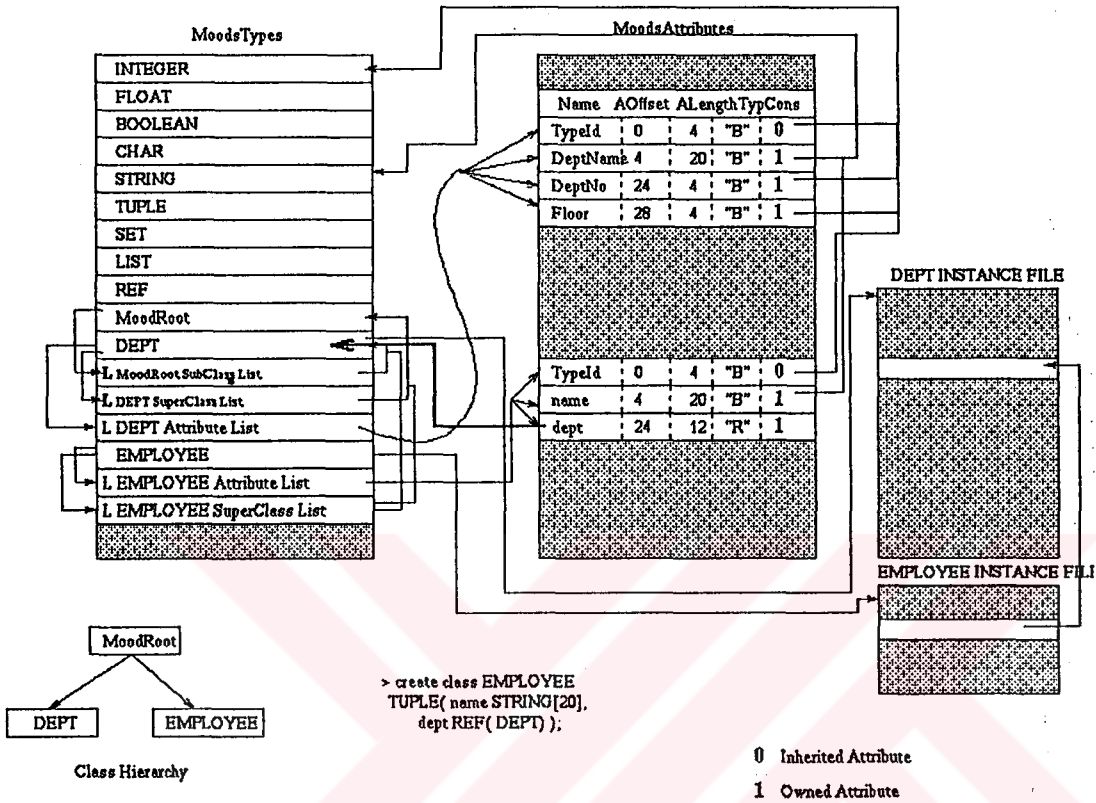 MoodsTypes
INTEGER
FLOAT
BOOLEAN
CHAR
STRING
TUPLE
SET
LIST
REF
MoodRoot
DEPT
L MoodRoot SubClass List
L DEPT SuperClass List
L DEPT Attribute List
EMPLOYEE
L EMPLOYEE Attribute List
L EMPLOYEE SuperClass List
MoodsAttributes
Name AOffset ALengthTypCons
TypeId 0 4 "B" 0
DeptName 4 20 "B" 1
DeptNo 24 4 "B" 1
Floor 28 4 "B" 1
TypeId 0 4 "B" 0
name 4 20 "B" 1
dept 24 12 "R" 1
DEPT INSTANCE FILE
EMPLOYEE INSTANCE FILE
MoodRoot
DEPT EMPLOYEE
Class Hierarchy
> create class EMPLOYEE
TUPLE( name STRING[20],
dept REF( DEPT) );
0 Inherited Attribute
1 Owned Attribute